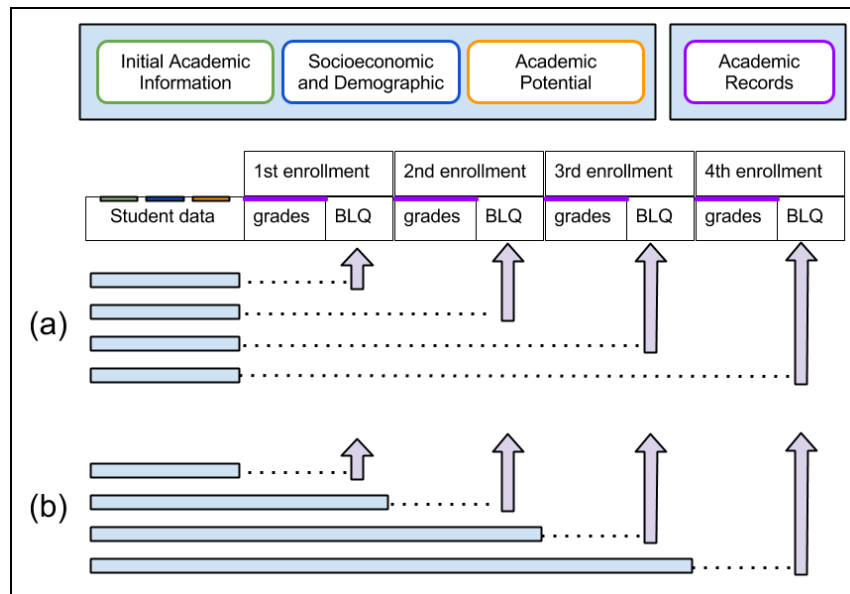 Initial Academic
Information
Socioeconomic
and Demographic
Academic
Potential
Academic
Records
1st enrollment
2nd enrollment
3rd enrollment
4th enrollment
Student data
grades
BLQ
grades
BLQ
grades
BLQ
grades
BLQ
(a)
(b)